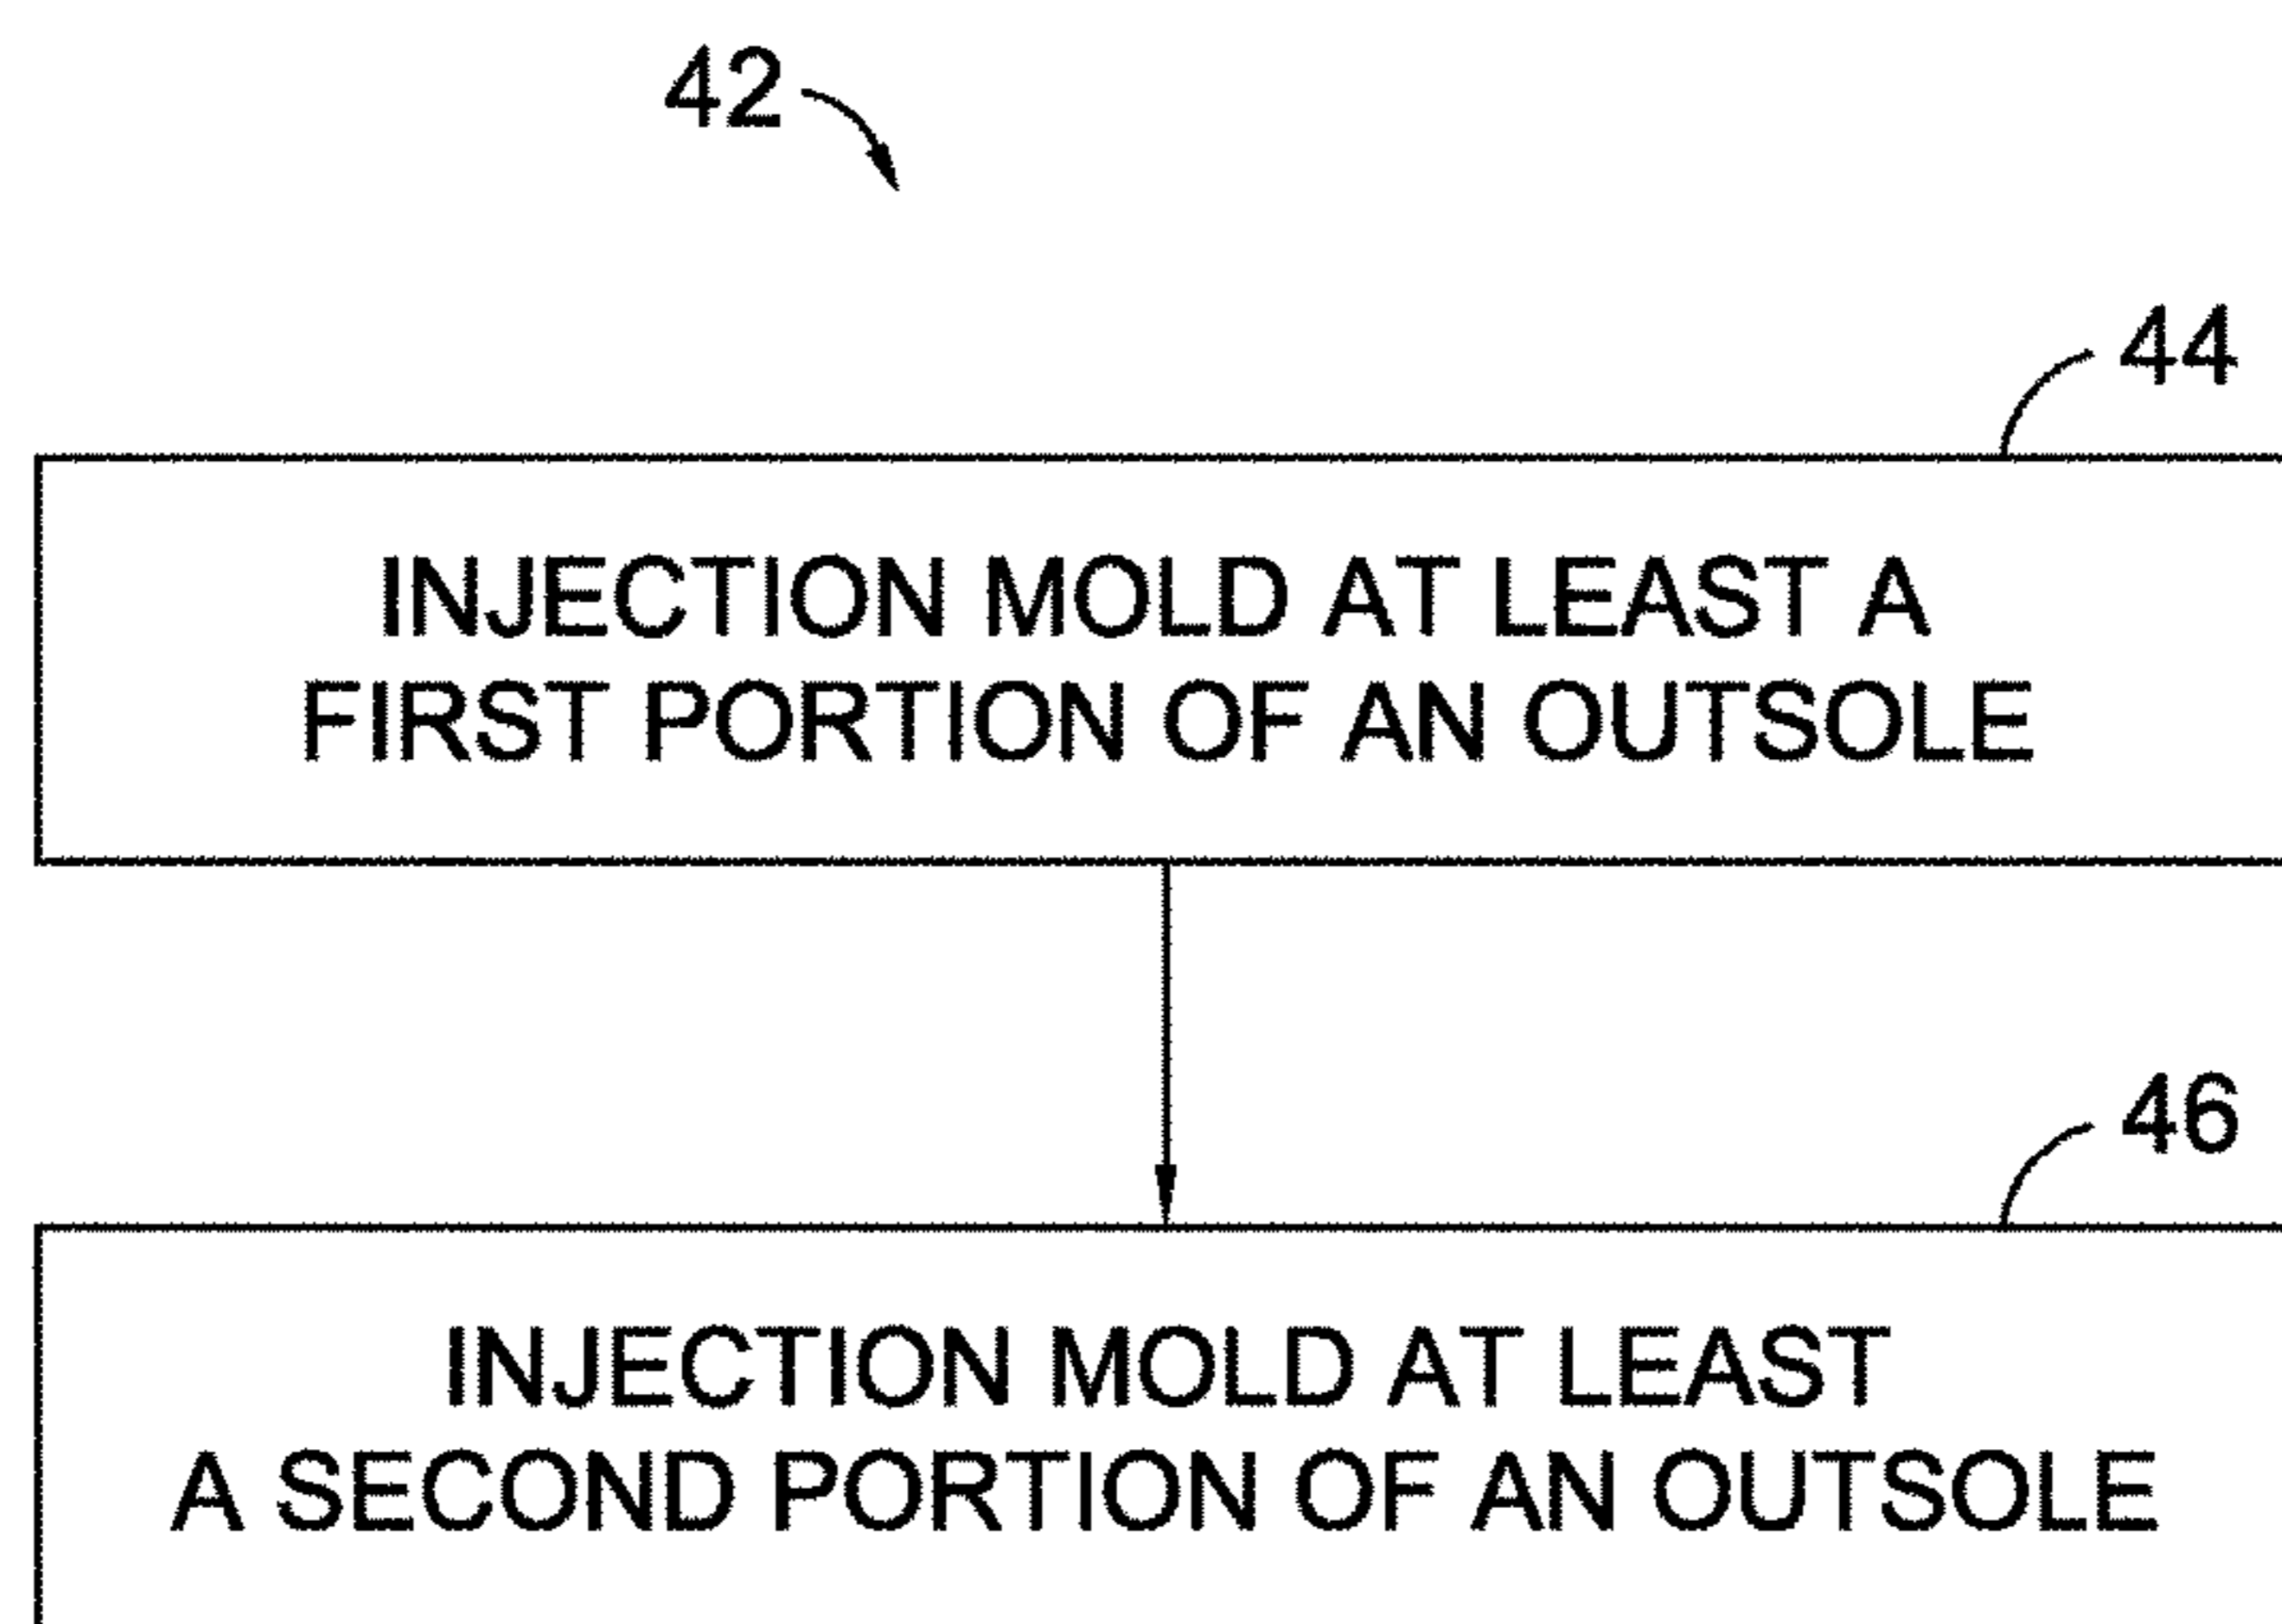 42
44
INJECTION MOLD AT LEAST A
FIRST PORTION OF AN OUTSOLE
46
INJECTION MOLD AT LEAST
A SECOND PORTION OF AN OUTSOLE